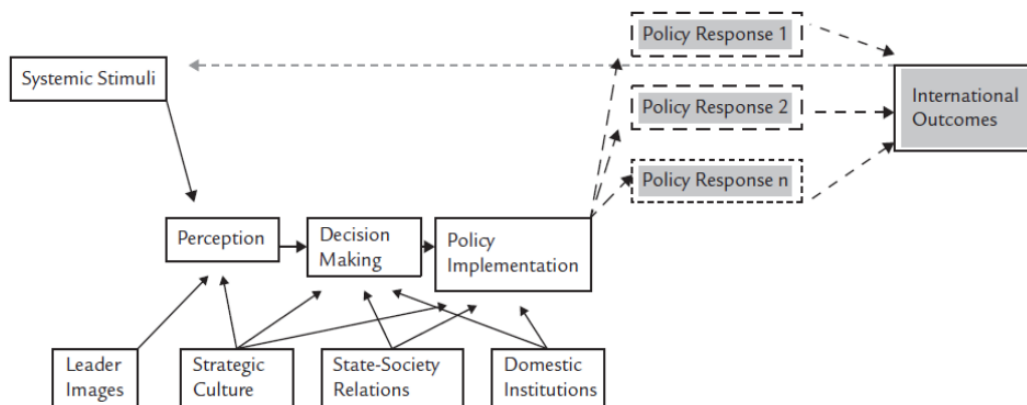 Policy Response 1
Systemic Stimuli
International
Outcomes
Policy Response 2
Policy Response n
Perception
Decision
Making
Policy
Implementation
Leader
Images
Strategic
Culture
State-Society
Relations
Domestic
Institutions